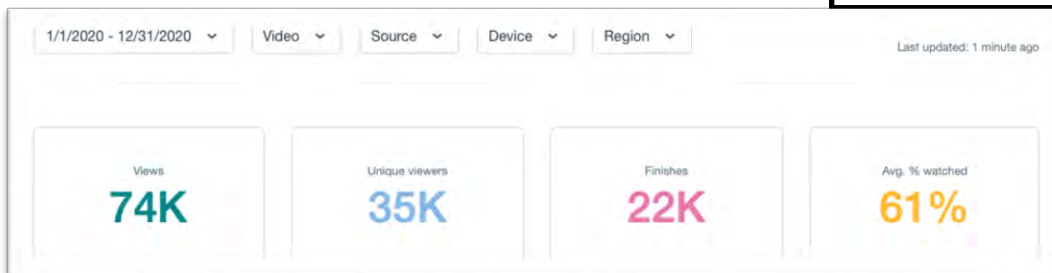 1/1/2020 - 12/31/2020 Video Source Device Region
Last updated: 1 minute ago
Views Unique viewers Finishes Avg. % watched
74K 35K 22K 61%